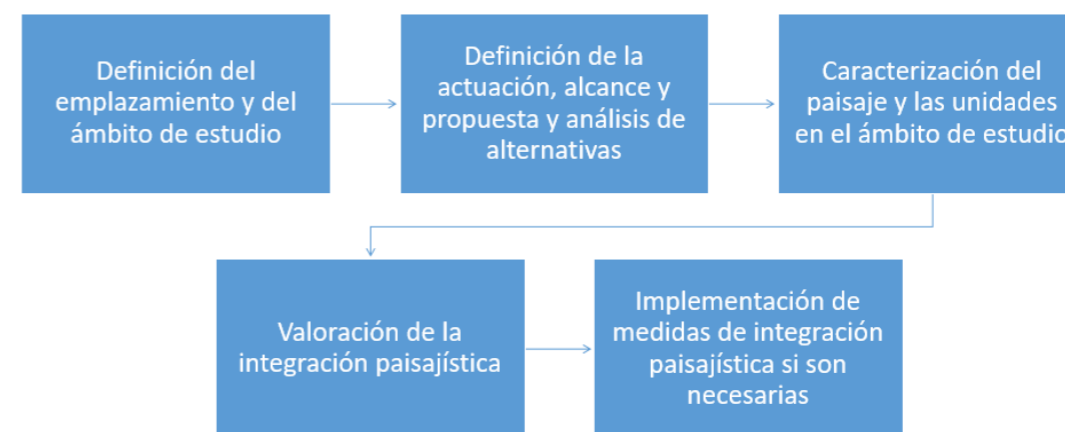 Definición del
emplazamiento y del
ámbito de estudio
Definición de la
actuación, alcance y
propuesta y análisis de
alternativas
Caracterización del
paisaje y las unidades
en el ámbito de estudio
Valoración de la
integración paisajística
Implementación de
medidas de integración
paisajística si son
necesarias